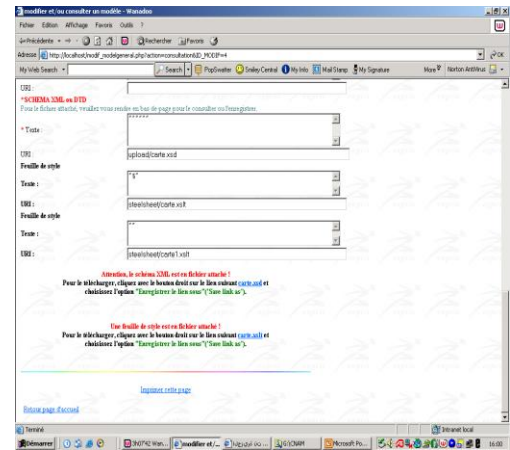 modifier et/ou consulter un modèle - Wanadoo
Fichier Edition Affichage Favoris Outils ?
Précédente Rechercher Favoris
Adresse http://localhost/modif_modelgeneral.php?action=consultation&ID_MODIF=4 OK
My Web Search Search PopSwatter Smiley Central My Info Mail Stamp My Signature More Norton AntiVirus
URI:
*SCHEMA XML ou DTD
Pour le fichier attaché, veuillez vous rendre en bas de page pour le consulter ou l'enregistrer.
* Texte :
URI: upload/carte.xsd
Feuille de style
Texte :
URI : steelsheet/carte.xslt
Feuille de style
Texte :
URI : steelsheet/carte1.xslt
Attention, le schéma XML est en fichier attaché !
Pour le télécharger, cliquez avec le bouton droit sur le lien suivant carte.xsd et
choisissez l'option "Enregistrer le lien sous"('Save link as').
Une feuille de style est en fichier attaché !
Pour le télécharger, cliquez avec le bouton droit sur le lien suivant carte.xslt et
choisissez l'option "Enregistrer le lien sous"('Save link as').
Imprimer cette page
Retour page d'accueil
Terminé Intranet local
Démarrer 3h07'42 Wan... modifier et/... G:\CNAM Microsoft Po... 16:00